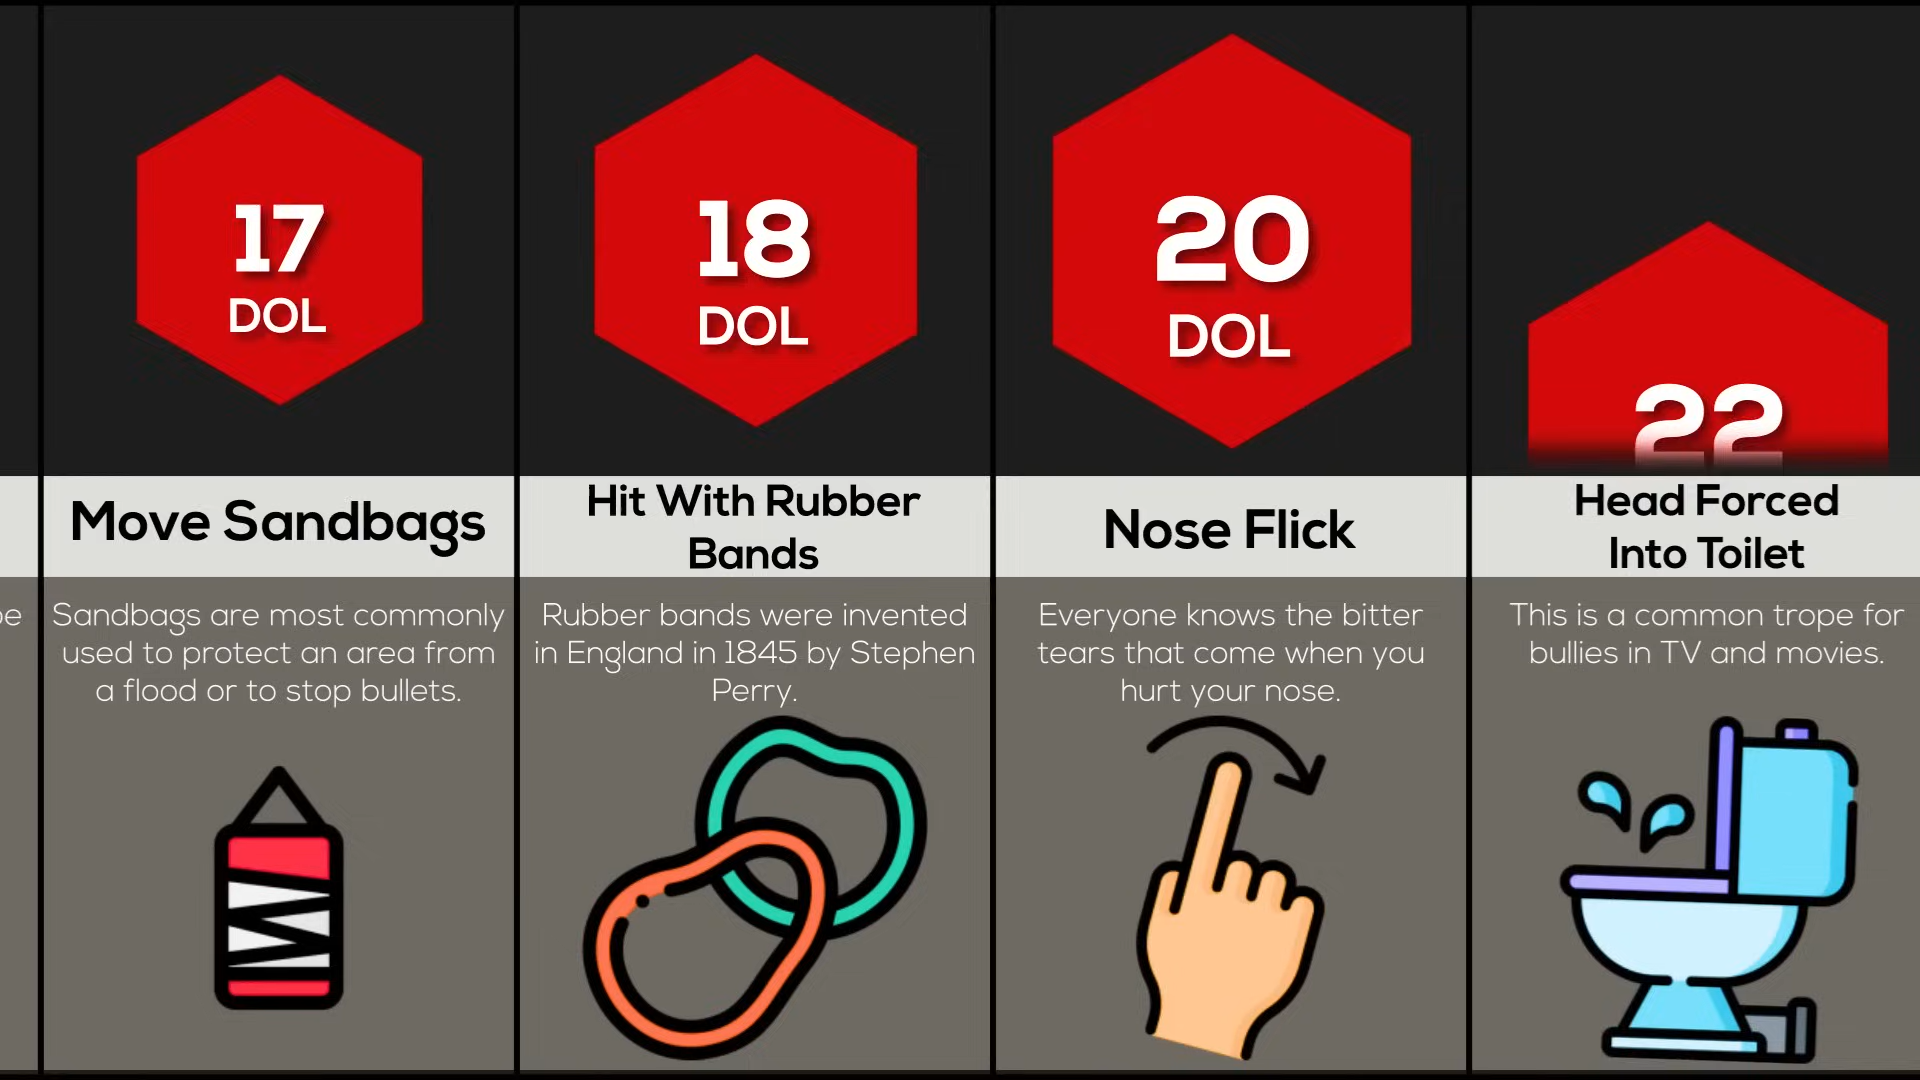 17
DOL
Move Sandbags
Sandbags are most commonly
used to protect an area from
a flood or to stop bullets.
18
DOL
Hit With Rubber
Bands
Rubber bands were invented
in England in 1845 by Stephen
Perry.
20
DOL
Nose Flick
Everyone knows the bitter
tears that come when you
hurt your nose.
22
Head Forced
Into Toilet
This is a common trope for
bullies in TV and movies.